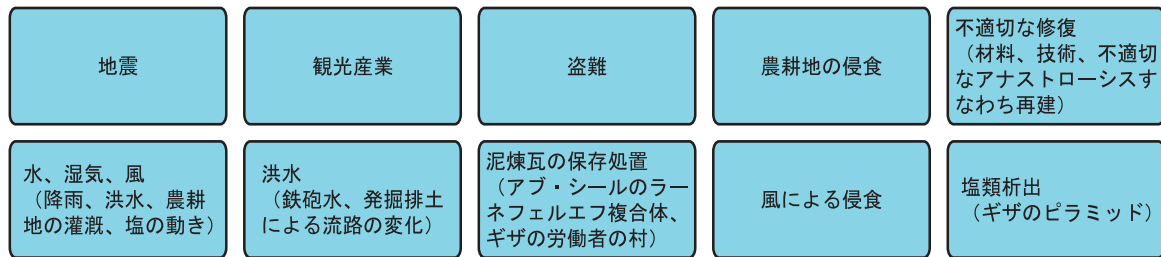 地震
観光産業
盗難
農耕地の侵食
不適切な修復
（材料、技術、不適切
なアナストローシスす
なわち再建）
水、湿気、風
（降雨、洪水、農耕
地の灌漑、塩の動き）
洪水
（鉄砲水、発掘排土
による流路の変化）
泥煉瓦の保存処置
（アブ・シールのラー
ネフェルエフ複合体、
ギザの労働者の村）
風による侵食
塩類析出
（ギザのピラミッド）